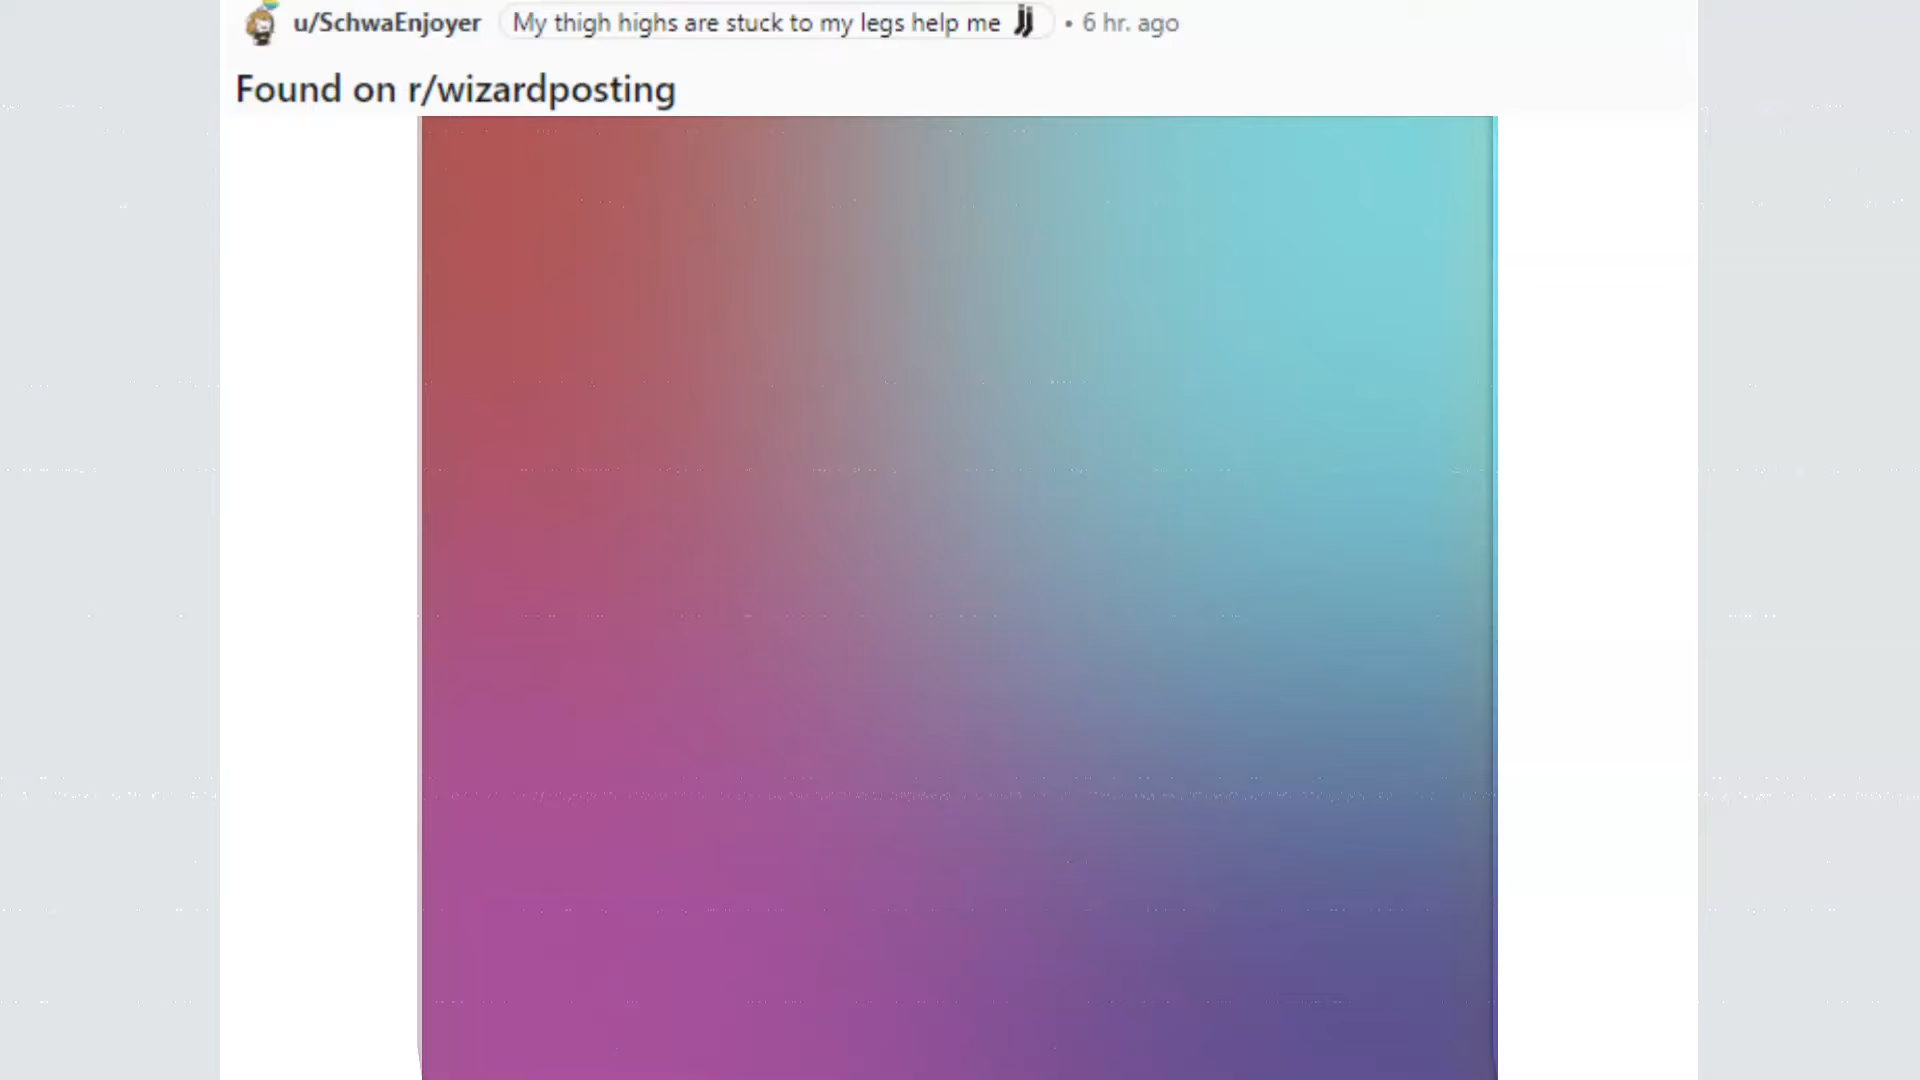 u/SchwaEnjoyer My thigh highs are stuck to my legs help me • 6 hr. ago
Found on r/wizardposting